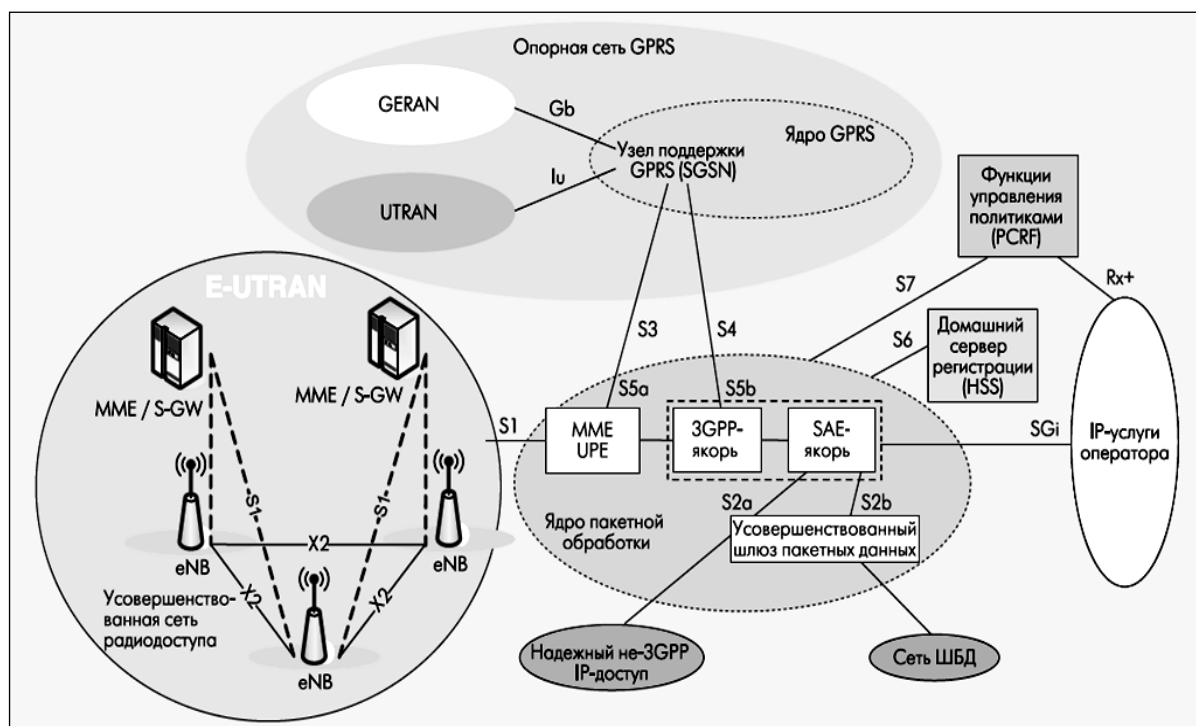 Опорная сеть GPRS
GERAN
Gb
Ядро GPRS
Узел поддержки
GPRS (SGSN)
Iu
UTRAN
Функции
управления
политиками
(PCRF)
E-UTRAN
S7
Rx+
S3
S4
S6
Домашний
сервер
регистрации
(HSS)
MME / S-GW
MME / S-GW
S5a
S5b
S1
MME
UPE
3GPP-
якорь
SAE-
якорь
SGi
IP-услуги
оператора
S1
S1
S2a
S2b
Ядро пакетной
обработки
Усовершенствованный
шлюз пакетных данных
X2
eNB
eNB
X2
X2
Усовершенство-
ванная сеть
радиодоступа
eNB
Надежный не-3GPP
IP-доступ
Сеть ШБД